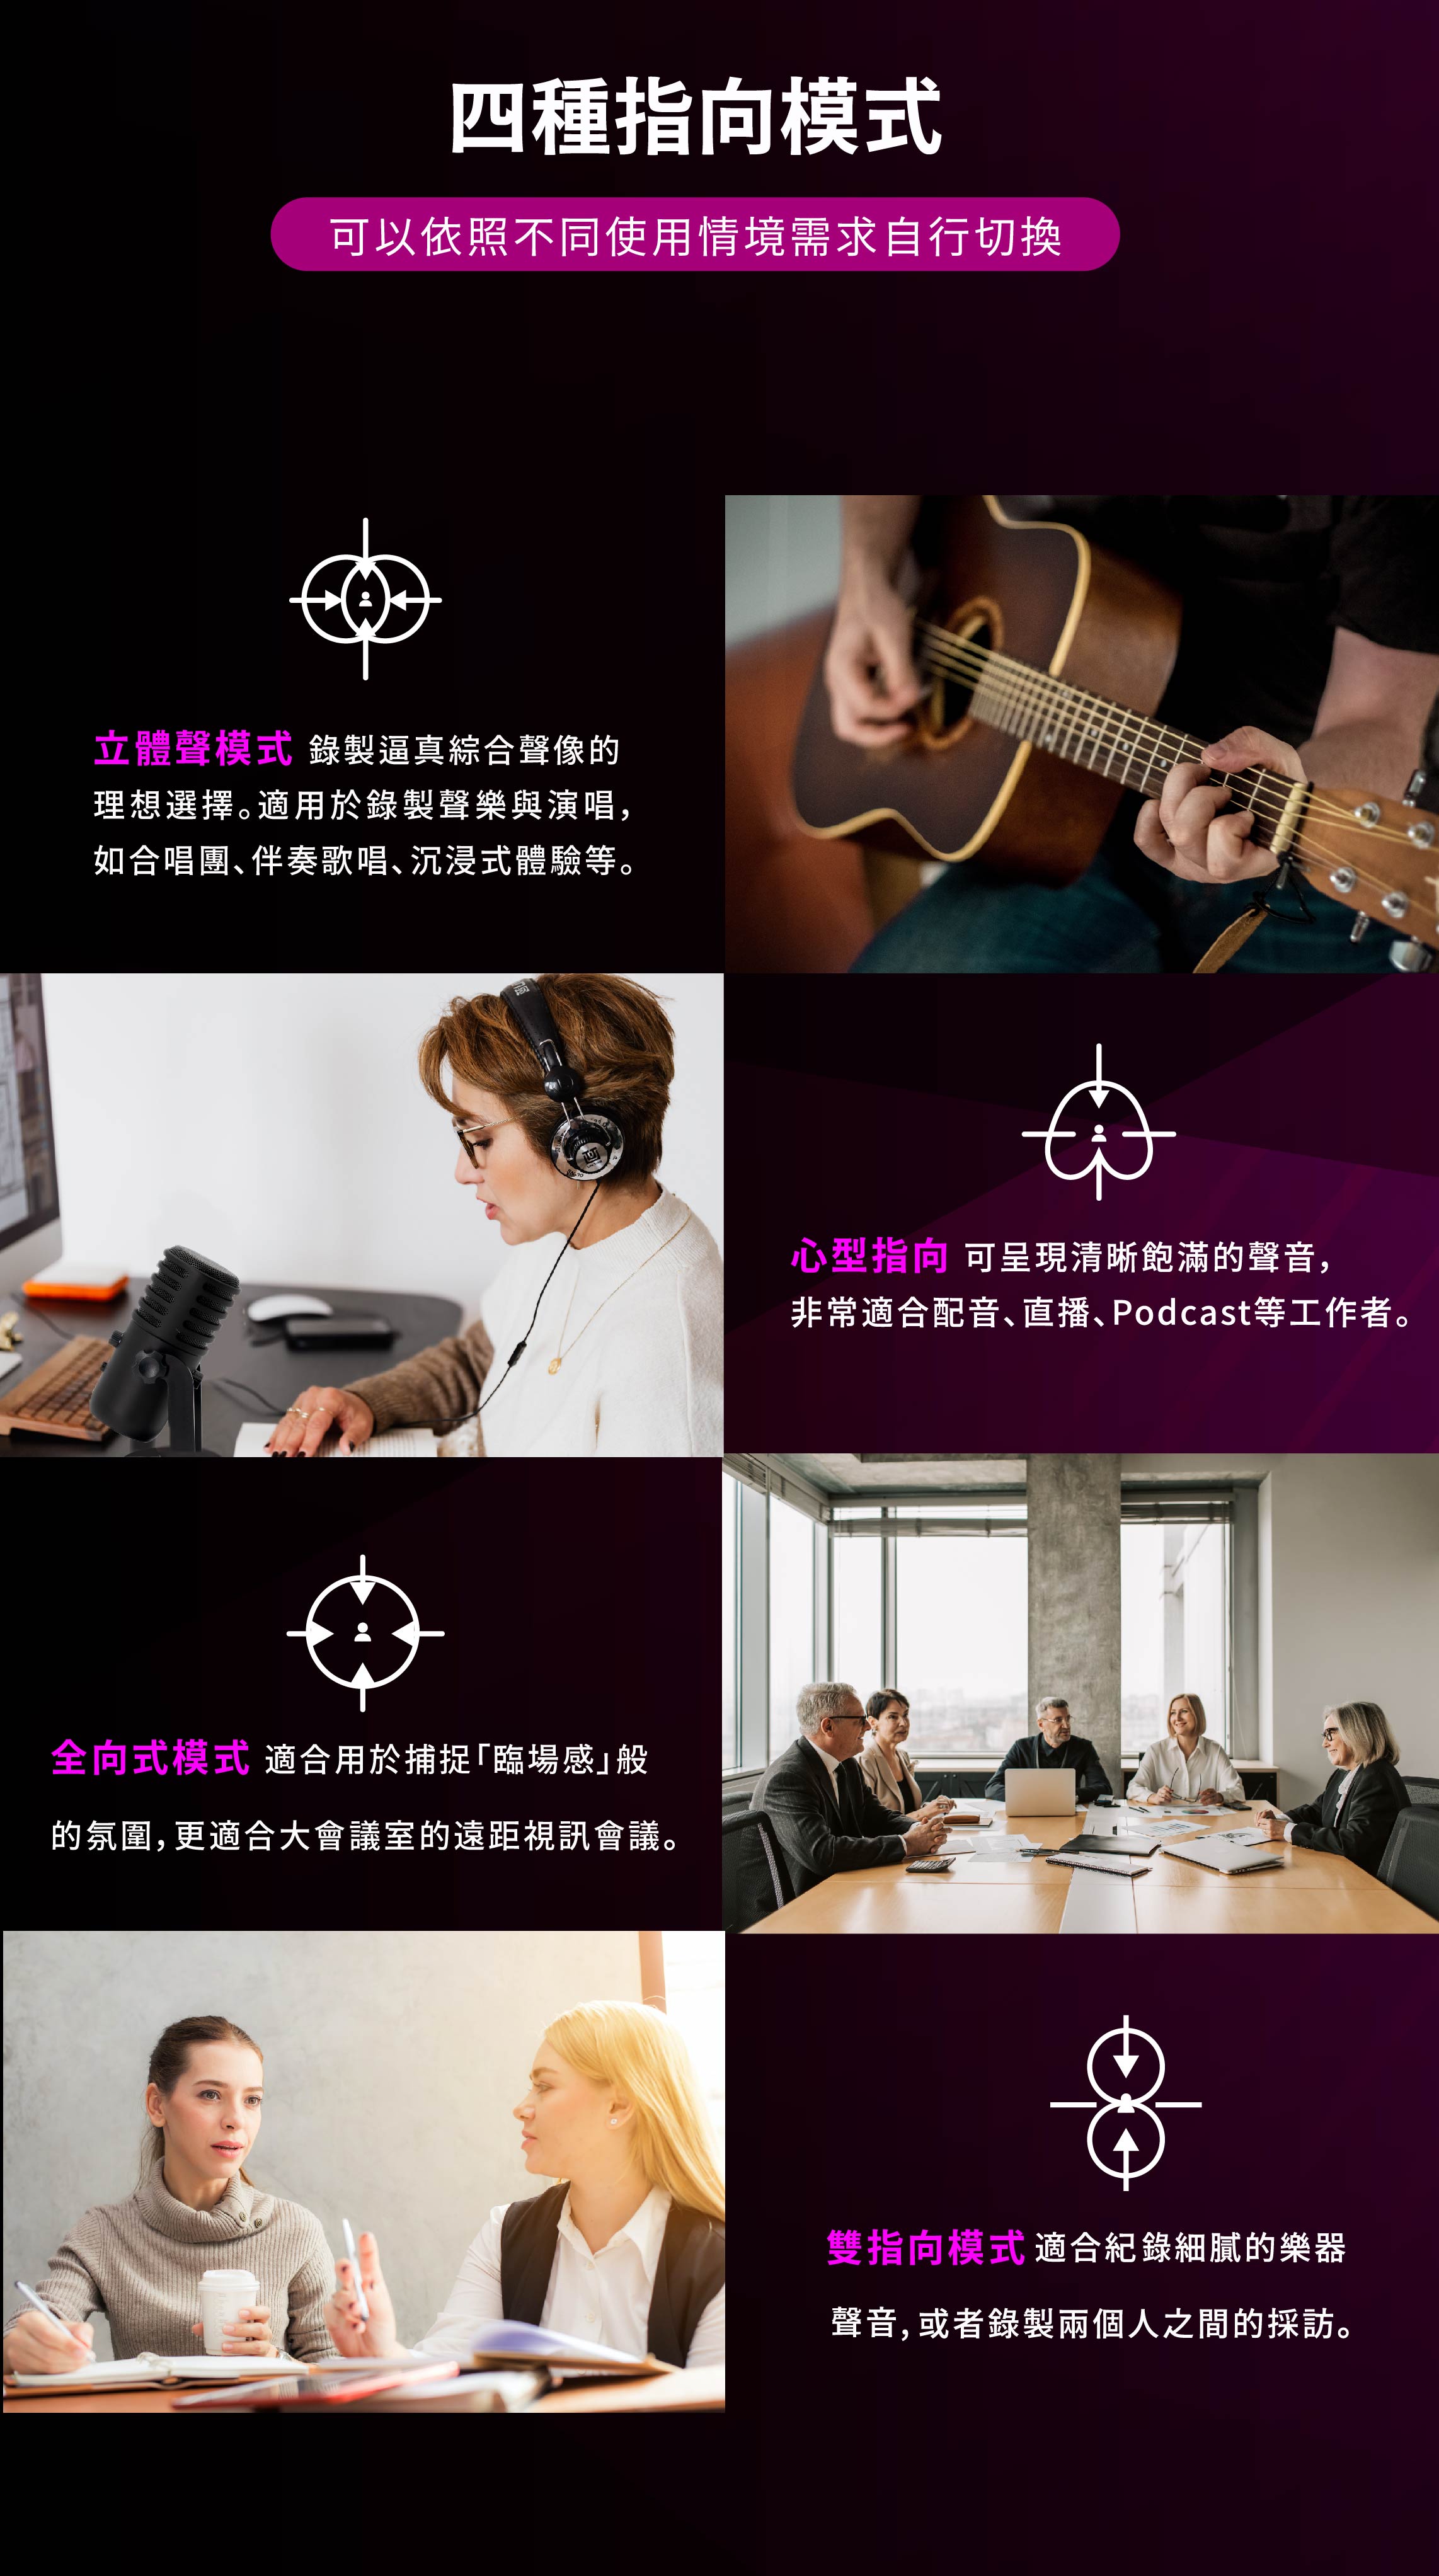 四種指向模式
可以依照不同使用情境需求自行切換
立體聲模式 錄製逼真綜合聲像的
理想選擇。適用於錄製聲樂與演唱，
如合唱團、伴奏歌唱、沉浸式體驗等。
心型指向 可呈現清晰飽滿的聲音，
非常適合配音、直播、Podcast等工作者。
全向式模式 適合用於捕捉「臨場感」般
的氛圍，更適合大會議室的遠距視訊會議。
雙指向模式 適合紀錄細膩的樂器
聲音，或者錄製兩個人之間的採訪。